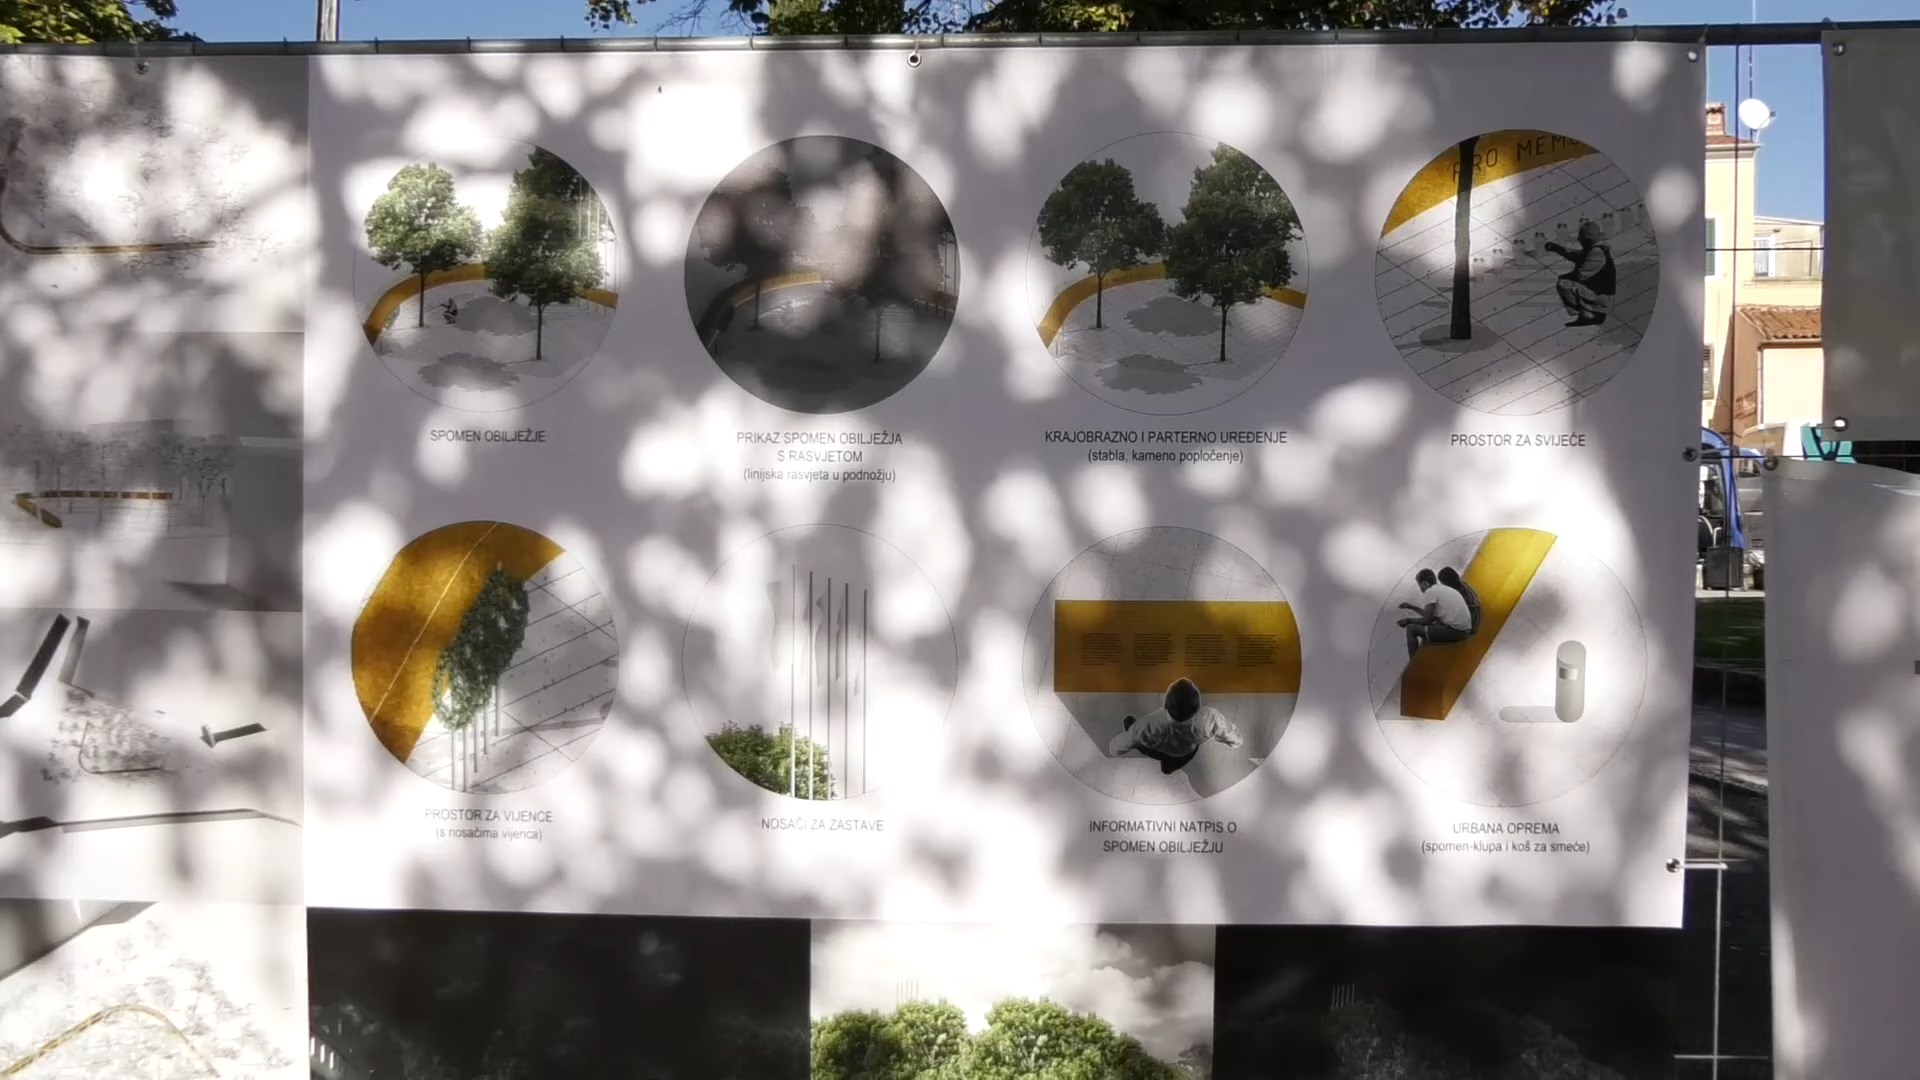 PRO MEMO
SPOMEN OBILJEŽJE
PRIKAZ SPOMEN OBILJEŽJA
S RASVJETOM
(linijska rasvjeta u podnožju)
KRAJOBRAZNO I PARTERNO UREĐENJE
(stabla, kameno popločenje)
PROSTOR ZA SVIJEĆE
PROSTOR ZA VIJENCE
(s nosačima vijenca)
NOSAČI ZA ZASTAVE
INFORMATIVNI NATPIS O
SPOMEN OBILJEŽJU
URBANA OPREMA
(spomen-klupa i koš za smeće)